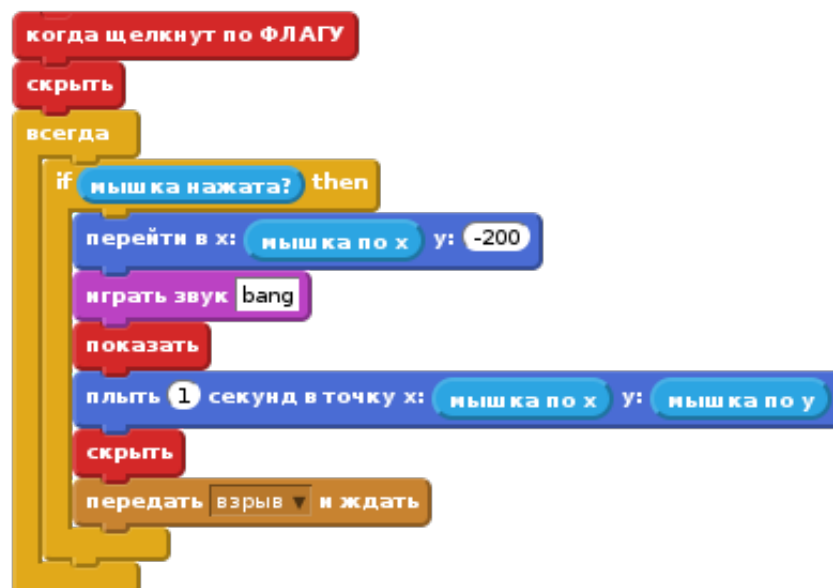 когда щелкнут по ФЛАГУ
скрыть
всегда
if мышка нажата? then
перейти в x: мышка по x y: -200
играть звук bang
показать
плыть 1 секунд в точку x: мышка по x y: мышка по y
скрыть
передать взрыв и ждать